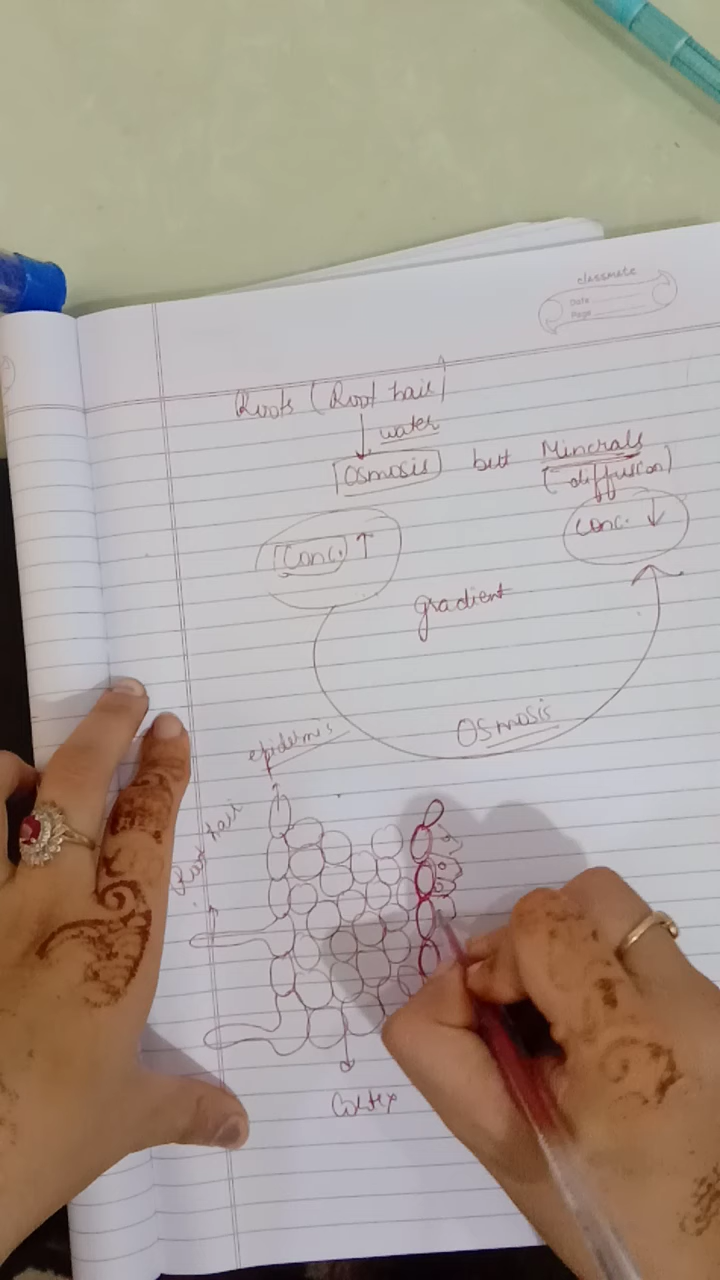 classmate
Date
Page
Roots (Root hair)
water
Osmosis but Minerals
(diffusion)
Conc. ↑
Conc. ↓
gradient
Osmosis
epidermis
Root hair
Cortex